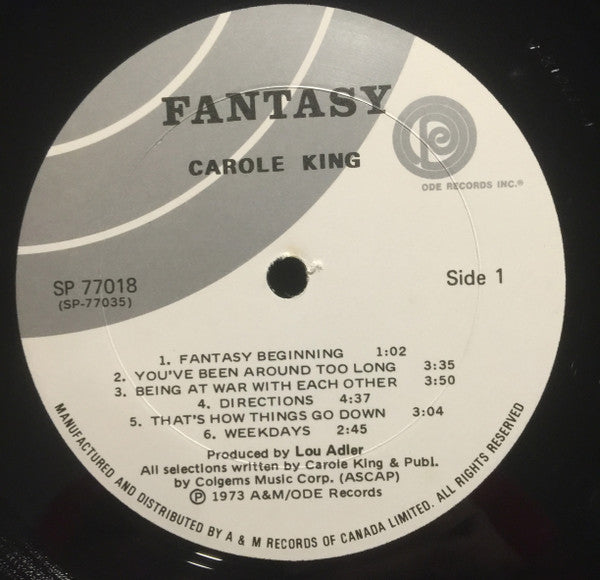 FANTASY
CAROLE KING
ODE RECORDS INC.®
SP 77018
(SP-77035)
Side 1
1. FANTASY BEGINNING 1:02
2. YOU'VE BEEN AROUND TOO LONG 3:35
3. BEING AT WAR WITH EACH OTHER 3:50
4. DIRECTIONS 4:37
5. THAT'S HOW THINGS GO DOWN 3:04
6. WEEKDAYS 2:45
Produced by Lou Adler
All selections written by Carole King & Publ.
by Colgems Music Corp. (ASCAP)
℗ 1973 A&M/ODE Records
MANUFACTURED AND DISTRIBUTED BY A & M RECORDS OF CANADA LIMITED. ALL RIGHTS RESERVED